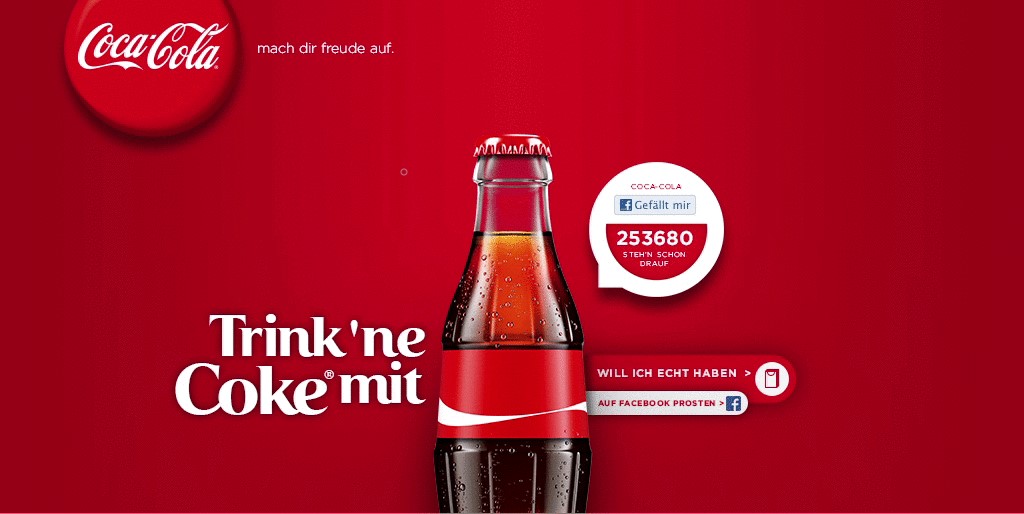 Coca-Cola
mach dir freude auf.
COCA-COLA
Gefällt mir
253680
STEH'N SCHON
DRAUF
Trink 'ne
Coke® mit
WILL ICH ECHT HABEN >
AUF FACEBOOK PROSTEN >